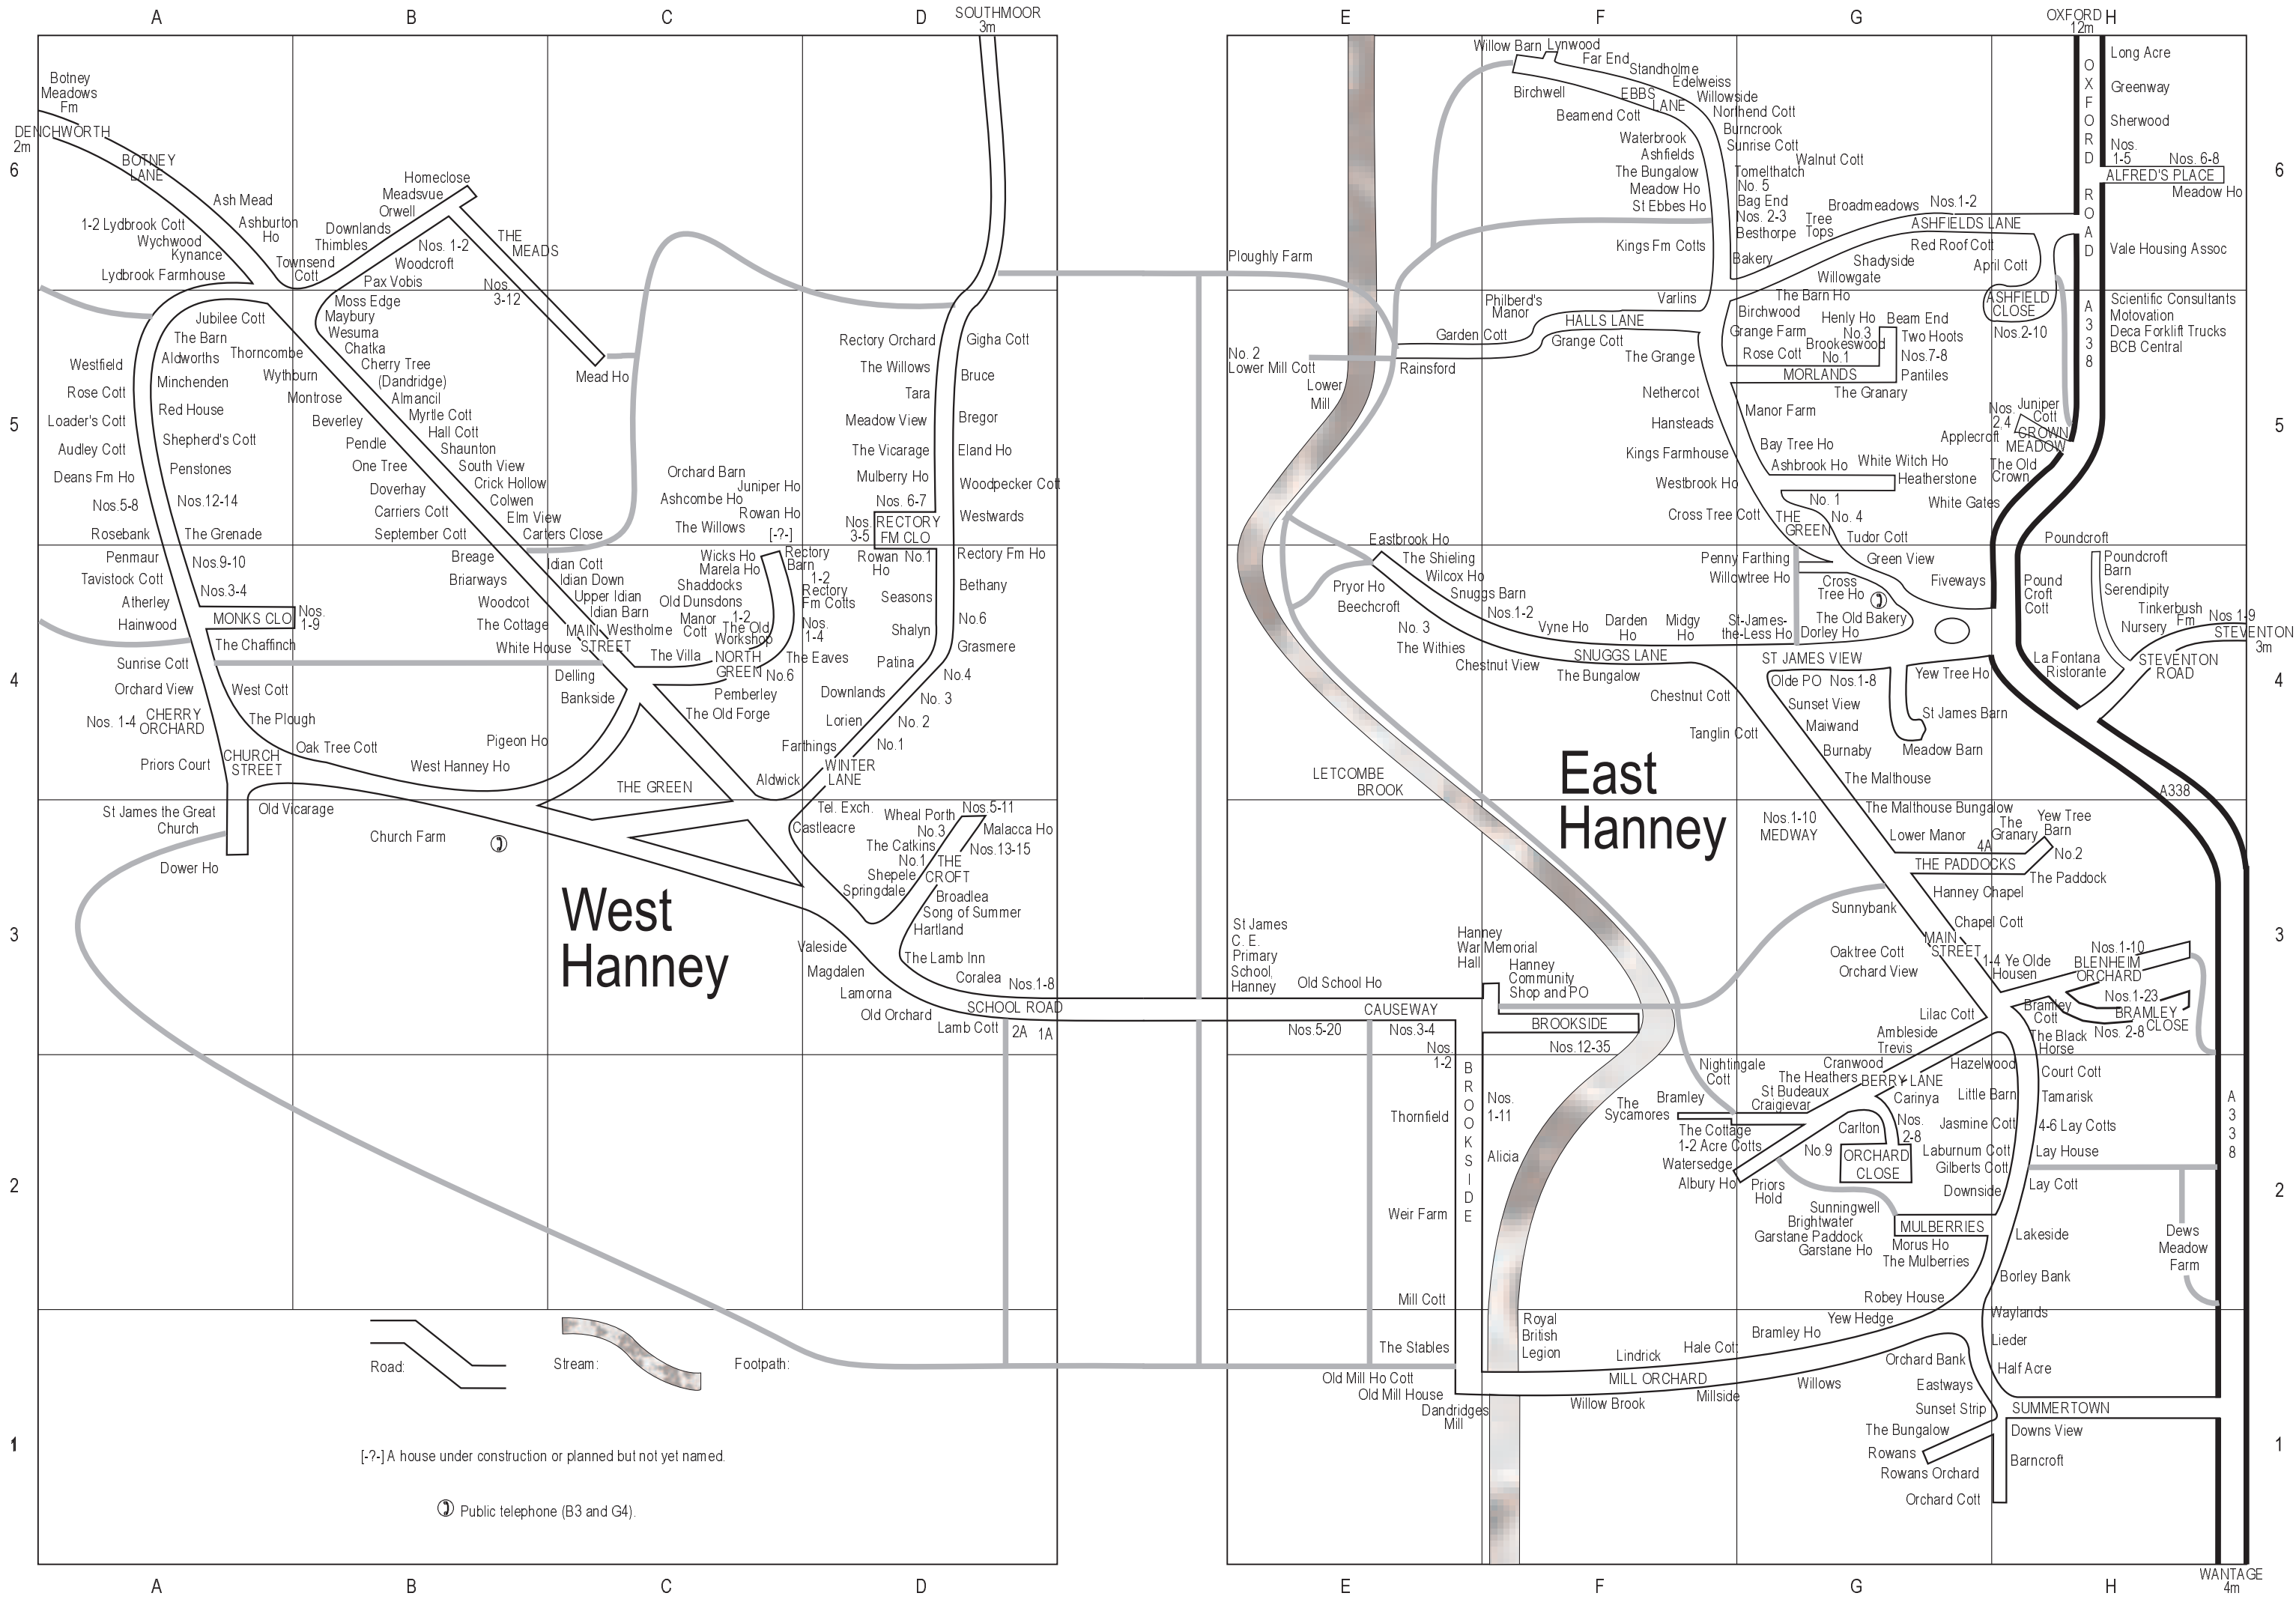 A
B
C
D
SOUTHMOOR
3m
E
F
G
OXFORD
12m
H
Botney
Meadows
Fm
DENCHWORTH
2m
BOTNEY
LANE
6
Ash Mead
Ashburton
Ho
1-2 Lydbrook Cott
Wychwood
Kynance
Lydbrook Farmhouse
Homeclose
Meadsvue
Orwell
Downlands
Thimbles
Townsend
Cott
Nos. 1-2
Woodcroft
Pax Vobis
THE
MEADS
Nos.
3-12
Mead Ho
Moss Edge
Maybury
Wesuma
Chatka
Cherry Tree
(Dandridge)
Almancil
Myrtle Cott
Hall Cott
Shaunton
South View
Crick Hollow
Colwen
Elm View
Carters Close
Jubilee Cott
The Barn
Aldworths
Thorncombe
Wythburn
Minchenden
Montrose
Red House
Beverley
Shepherd's Cott
Pendle
Penstones
One Tree
Doverhay
Nos.12-14
Carriers Cott
The Grenade
September Cott
Westfield
Rose Cott
Loader's Cott
Audley Cott
Deans Fm Ho
Nos.5-8
Rosebank
5
Penmaur
Tavistock Cott
Atherley
Hainwood
Nos.9-10
Nos.3-4
MONKS CLO
Nos.
1-9
The Chaffinch
Sunrise Cott
Orchard View
Nos. 1-4
CHERRY
ORCHARD
Priors Court
4
West Cott
The Plough
CHURCH
STREET
Oak Tree Cott
West Hanney Ho
Pigeon Ho
Breage
Briarways
Woodcot
The Cottage
White House
Delling
Bankside
Idian Cott
Idian Down
Upper Idian
Idian Barn
MAIN
STREET
Westholme
The Villa
Orchard Barn
Juniper Ho
Ashcombe Ho
Rowan Ho
The Willows
[-?-]
Wicks Ho
Marela Ho
Shaddocks
Old Dunsdons
Manor
Cott
1-2
The Old
Workshop
NORTH
GREEN
No.6
Pemberley
The Old Forge
Rectory
Barn
1-2
Rectory
Fm Cotts
Nos.
1-4
The Eaves
Rectory Orchard
The Willows
Tara
Meadow View
The Vicarage
Mulberry Ho
Nos. 6-7
Nos.
3-5
RECTORY
FM CLO
Rowan
Ho
No.1
Seasons
Shalyn
Patina
Downlands
Lorien
Farthings
Aldwick
WINTER
LANE
Gigha Cott
Bruce
Bregor
Eland Ho
Woodpecker Cott
Westwards
Rectory Fm Ho
Bethany
No.6
Grasmere
No.4
No. 3
No. 2
No.1
THE GREEN
St James the Great
Church
Old Vicarage
Church Farm
Dower Ho
3
West
Hanney
Tel. Exch.
Castleacre
Wheal Porth
No.3
The Catkins
No.1
Shepele
Springdale
Nos.5-11
Malacca Ho
Nos.13-15
THE
CROFT
Broadlea
Song of Summer
Hartland
The Lamb Inn
Coralea
Nos.1-8
Valeside
Magdalen
Lamorna
Old Orchard
SCHOOL ROAD
Lamb Cott
2A
1A
2
Road:
Stream:
Footpath:
[-?-] A house under construction or planned but not yet named.
Public telephone (B3 and G4).
1
A
B
C
D
Ploughly Farm
Willow Barn
Lynwood
Far End
Standholme
Edelweiss
Willowside
Northend Cott
Burncrook
Sunrise Cott
Walnut Cott
Tomelthatch
No. 5
Bag End
Nos. 2-3
Besthorpe
Birchwell
EBBS
LANE
Beamend Cott
Waterbrook
Ashfields
The Bungalow
Meadow Ho
St Ebbes Ho
Kings Fm Cotts
Bakery
Tree
Tops
Broadmeadows
Nos.1-2
ASHFIELDS LANE
Red Roof Cott
April Cott
Shadyside
Willowgate
The Barn Ho
ASHFIELD
CLOSE
Nos.2-10
OXFORD ROAD
Long Acre
Greenway
Sherwood
Nos.
1-5
Nos. 6-8
ALFRED'S PLACE
Meadow Ho
6
Vale Housing Assoc
A338
Scientific Consultants
Motovation
Deca Forklift Trucks
BCB Central
Philberd's
Manor
Varlins
HALLS LANE
Garden Cott
Grange Cott
Rainsford
No. 2
Lower Mill Cott
Lower
Mill
The Grange
Nethercot
Hansteads
Kings Farmhouse
Westbrook Ho
Cross Tree Cott
Birchwood
Grange Farm
Rose Cott
Henly Ho
No.3
Brookeswood
No.1
Beam End
Two Hoots
Nos.7-8
Pantiles
MORLANDS
The Granary
Manor Farm
Bay Tree Ho
Ashbrook Ho
White Witch Ho
Heatherstone
White Gates
No. 1
No. 4
THE
GREEN
Tudor Cott
Green View
Nos.
2.4
Juniper
Cott
CROWN
MEADOW
Applecroft
The Old
Crown
5
Eastbrook Ho
The Shieling
Wilcox Ho
Snuggs Barn
Nos.1-2
Pryor Ho
Beechcroft
No. 3
The Withies
Chestnut View
Vyne Ho
Darden
Ho
Midgy
Ho
St-James-
the-Less Ho
SNUGGS LANE
The Bungalow
Chestnut Cott
Tanglin Cott
Penny Farthing
Willowtree Ho
Cross
Tree Ho
The Old Bakery
Dorley Ho
Fiveways
ST JAMES VIEW
Olde PO
Nos.1-8
Sunset View
Maiwand
Burnaby
The Malthouse
Yew Tree Ho
St James Barn
Meadow Barn
Poundcroft
Poundcroft
Barn
Serendipity
Pound
Croft
Cott
Tinkerbush
Fm
Nursery
Nos 1-9
STEVENTON
3m
STEVENTON
ROAD
La Fontana
Ristorante
4
A338
LETCOMBE
BROOK
East
Hanney
Nos.1-10
MEDWAY
The Malthouse Bungalow
Lower Manor
The
Granary
4A
Yew Tree
Barn
No.2
THE PADDOCKS
The Paddock
Hanney Chapel
Chapel Cott
Sunnybank
MAIN
STREET
Oaktree Cott
Orchard View
1-4 Ye Olde
Housen
Nos.1-10
BLENHEIM
ORCHARD
Nos.1-23
BRAMLEY
CLOSE
Nos. 2-8
Bramley
Cott
The Black
Horse
3
St James
C. E.
Primary
School,
Hanney
Old School Ho
Hanney
War Memorial
Hall
Hanney
Community
Shop and PO
CAUSEWAY
BROOKSIDE
Nos.5-20
Nos.3-4
Nos.
1-2
Nos.12-35
BROOKSIDE
Nos.
1-11
Thornfield
Alicia
Weir Farm
Mill Cott
The Stables
Lilac Cott
Ambleside
Trevis
Cranwood
The Heathers
St Budeaux
Craigievar
BERRY LANE
Nightingale
Cott
Bramley
The
Sycamores
The Cottage
1-2 Acre Cotts
Watersedge
Albury Ho
Priors
Hold
Hazelwood
Little Barn
Carinya
Nos.
2-8
Carlton
No.9
ORCHARD
CLOSE
Jasmine Cott
Laburnum Cott
Gilberts Cott
Downside
Sunningwell
Brightwater
Garstane Paddock
Garstane Ho
MULBERRIES
Morus Ho
The Mulberries
Court Cott
Tamarisk
4-6 Lay Cotts
Lay House
Lay Cott
Lakeside
Borley Bank
Dews
Meadow
Farm
A338
2
Royal
British
Legion
Old Mill Ho Cott
Old Mill House
Dandridges
Mill
Lindrick
Hale Cott
MILL ORCHARD
Willow Brook
Millside
Bramley Ho
Yew Hedge
Robey House
Willows
Orchard Bank
Eastways
Sunset Strip
The Bungalow
Rowans
Rowans Orchard
Orchard Cott
Waylands
Lieder
Half Acre
SUMMERTOWN
Downs View
Barncroft
1
E
F
G
H
WANTAGE
4m